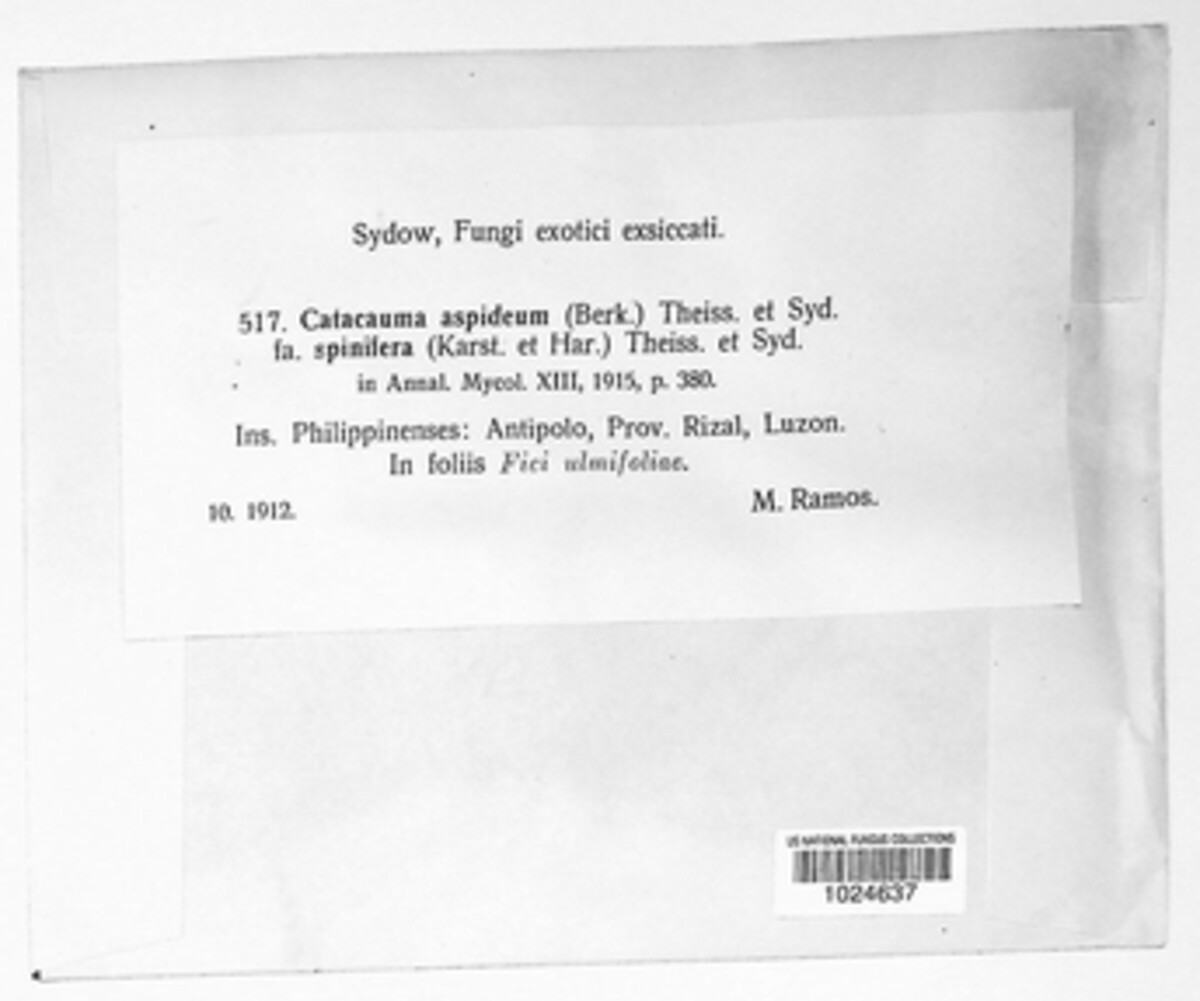 Sydow, Fungi exotici exsiccati.
517. Catacauma aspideum (Berk.) Theiss. et Syd.
fa. spinifera (Karst. et Har.) Theiss. et Syd.
in Annal. Mycol. XIII, 1915, p. 380.
Ins. Philippinenses: Antipolo, Prov. Rizal, Luzon.
In foliis Fici ulmifoliae.
10. 1912.
M. Ramos.
US NATIONAL FUNGUS COLLECTIONS
1024637